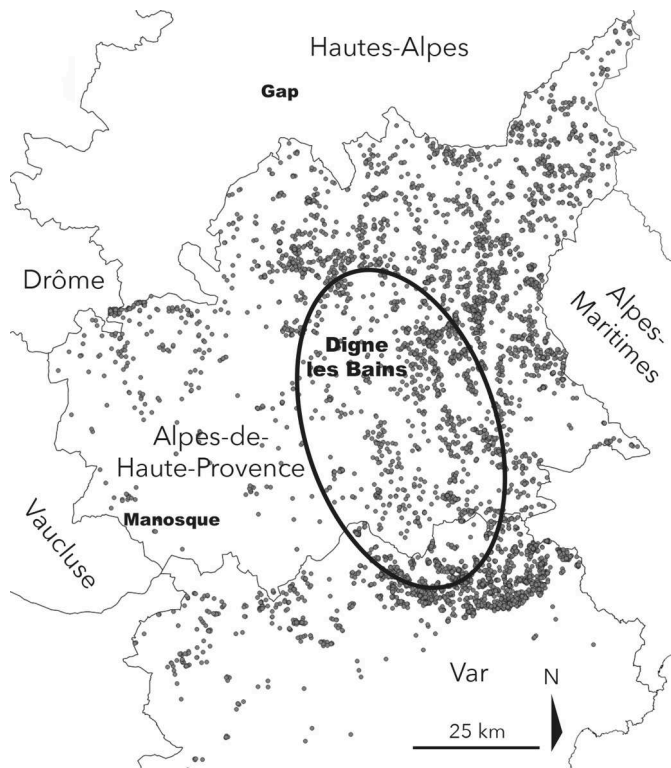 Hautes-Alpes
Gap
Drôme
Alpes-
Maritimes
Digne
les Bains
Alpes-de-
Haute-Provence
Manosque
Vaucluse
Var
N
25 km